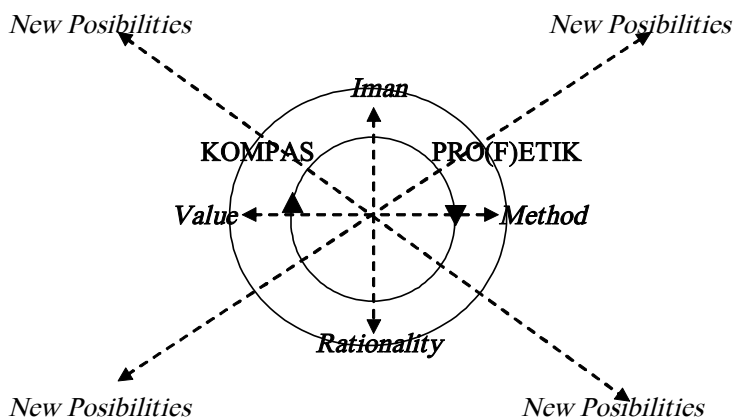 New Posibilities New Posibilities
Iman
KOMPAS PRO(F)ETIK
Value Method
Rationality
New Posibilities New Posibilities